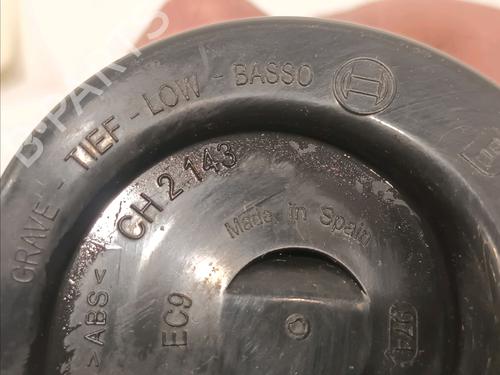 GRAVE - TIEF - LOW - BASSO
CH 2 143
Made in Spain
>ABS<
EC9
B-PARTS